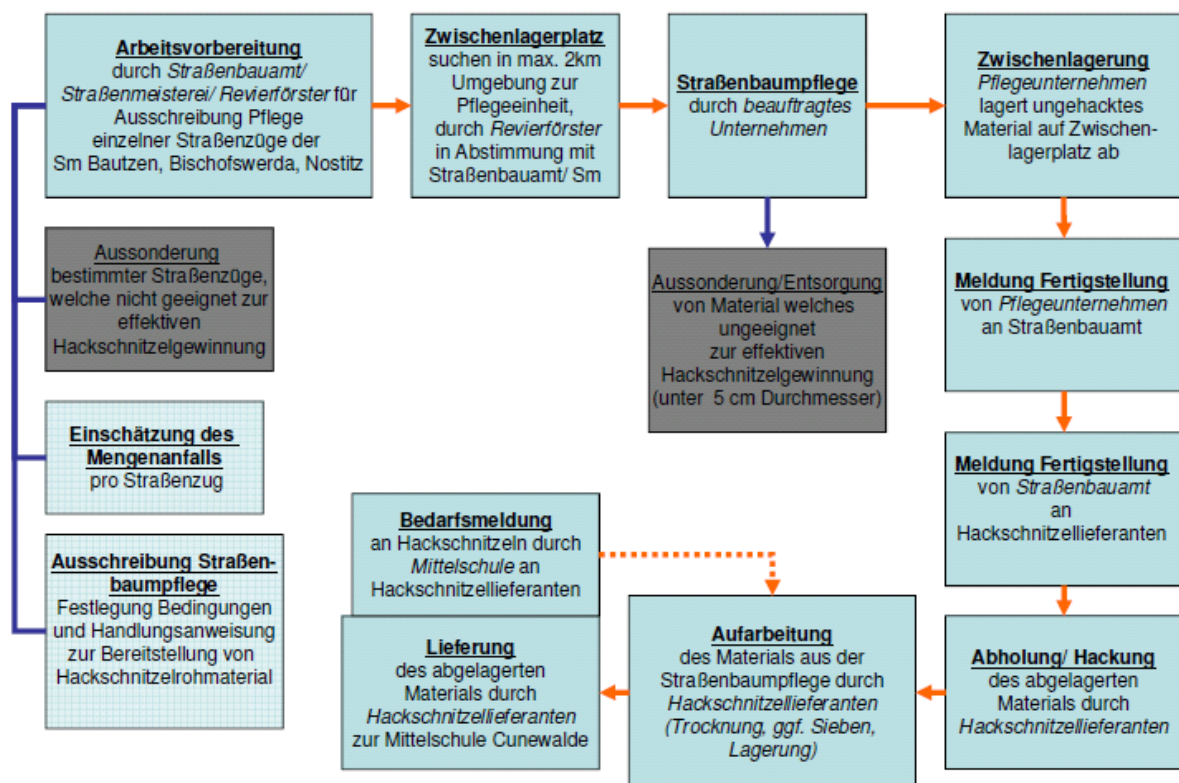 Arbeitsvorbereitung
durch Straßenbauamt/
Straßenmeisterei/ Revierförster für
Ausschreibung Pflege
einzelner Straßenzüge der
Sm Bautzen, Bischofswerda, Nostitz
Zwischenlagerplatz
suchen in max. 2km
Umgebung zur
Pflegeeinheit,
durch Revierförster
in Abstimmung mit
Straßenbauamt/ Sm
Straßenbaumpflege
durch beauftragtes
Unternehmen
Zwischenlagerung
Pflegeunternehmen
lagert ungehacktes
Material auf Zwischen-
lagerplatz ab
Aussonderung
bestimmter Straßenzüge,
welche nicht geeignet zur
effektiven
Hackschnitzelgewinnung
Aussonderung/Entsorgung
von Material welches
ungeeignet
zur effektiven
Hackschnitzelgewinnung
(unter 5 cm Durchmesser)
Meldung Fertigstellung
von Pflegeunternehmen
an Straßenbauamt
Einschätzung des
Mengenanfalls
pro Straßenzug
Meldung Fertigstellung
von Straßenbauamt
an
Hackschnitzellieferanten
Bedarfsmeldung
an Hackschnitzeln durch
Mittelschule an
Hackschnitzellieferanten
Ausschreibung Straßen-
baumpflege
Festlegung Bedingungen
und Handlungsanweisung
zur Bereitstellung von
Hackschnitzelrohmaterial
Lieferung
des abgelagerten
Materials durch
Hackschnitzellieferanten
zur Mittelschule Cunewalde
Aufarbeitung
des Materials aus der
Straßenbaumpflege durch
Hackschnitzellieferanten
(Trocknung, ggf. Sieben,
Lagerung)
Abholung/ Hackung
des abgelagerten
Materials durch
Hackschnitzellieferanten